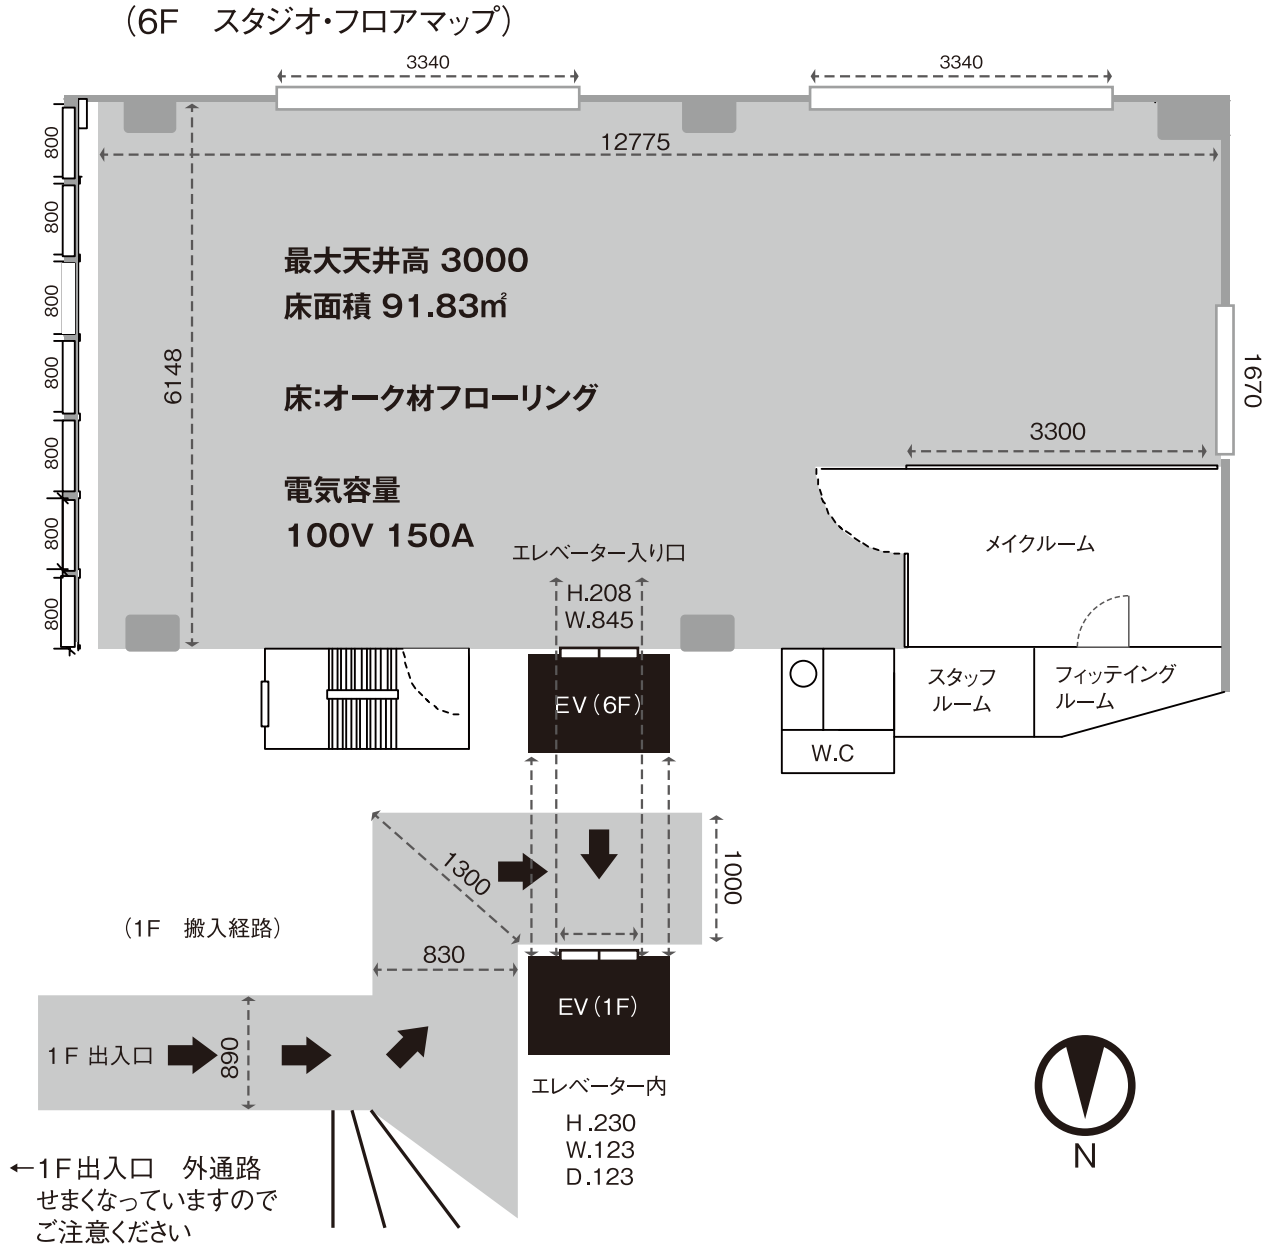 （6F　スタジオ・フロアマップ）
3340
3340
12775
800
800
800
800
800
800
800
6148
最大天井高 3000
床面積 91.83㎡
床:オーク材フローリング
電気容量
100V 150A
1670
3300
メイクルーム
エレベーター入り口
H.208
W.845
EV（6F）
スタッフ
ルーム
フィッテイング
ルーム
W.C
1300
1000
（1F　搬入経路）
830
EV（1F）
1F 出入口
890
エレベーター内
H.230
W.123
D.123
N
←1F出入口　外通路
せまくなっていますので
ご注意ください